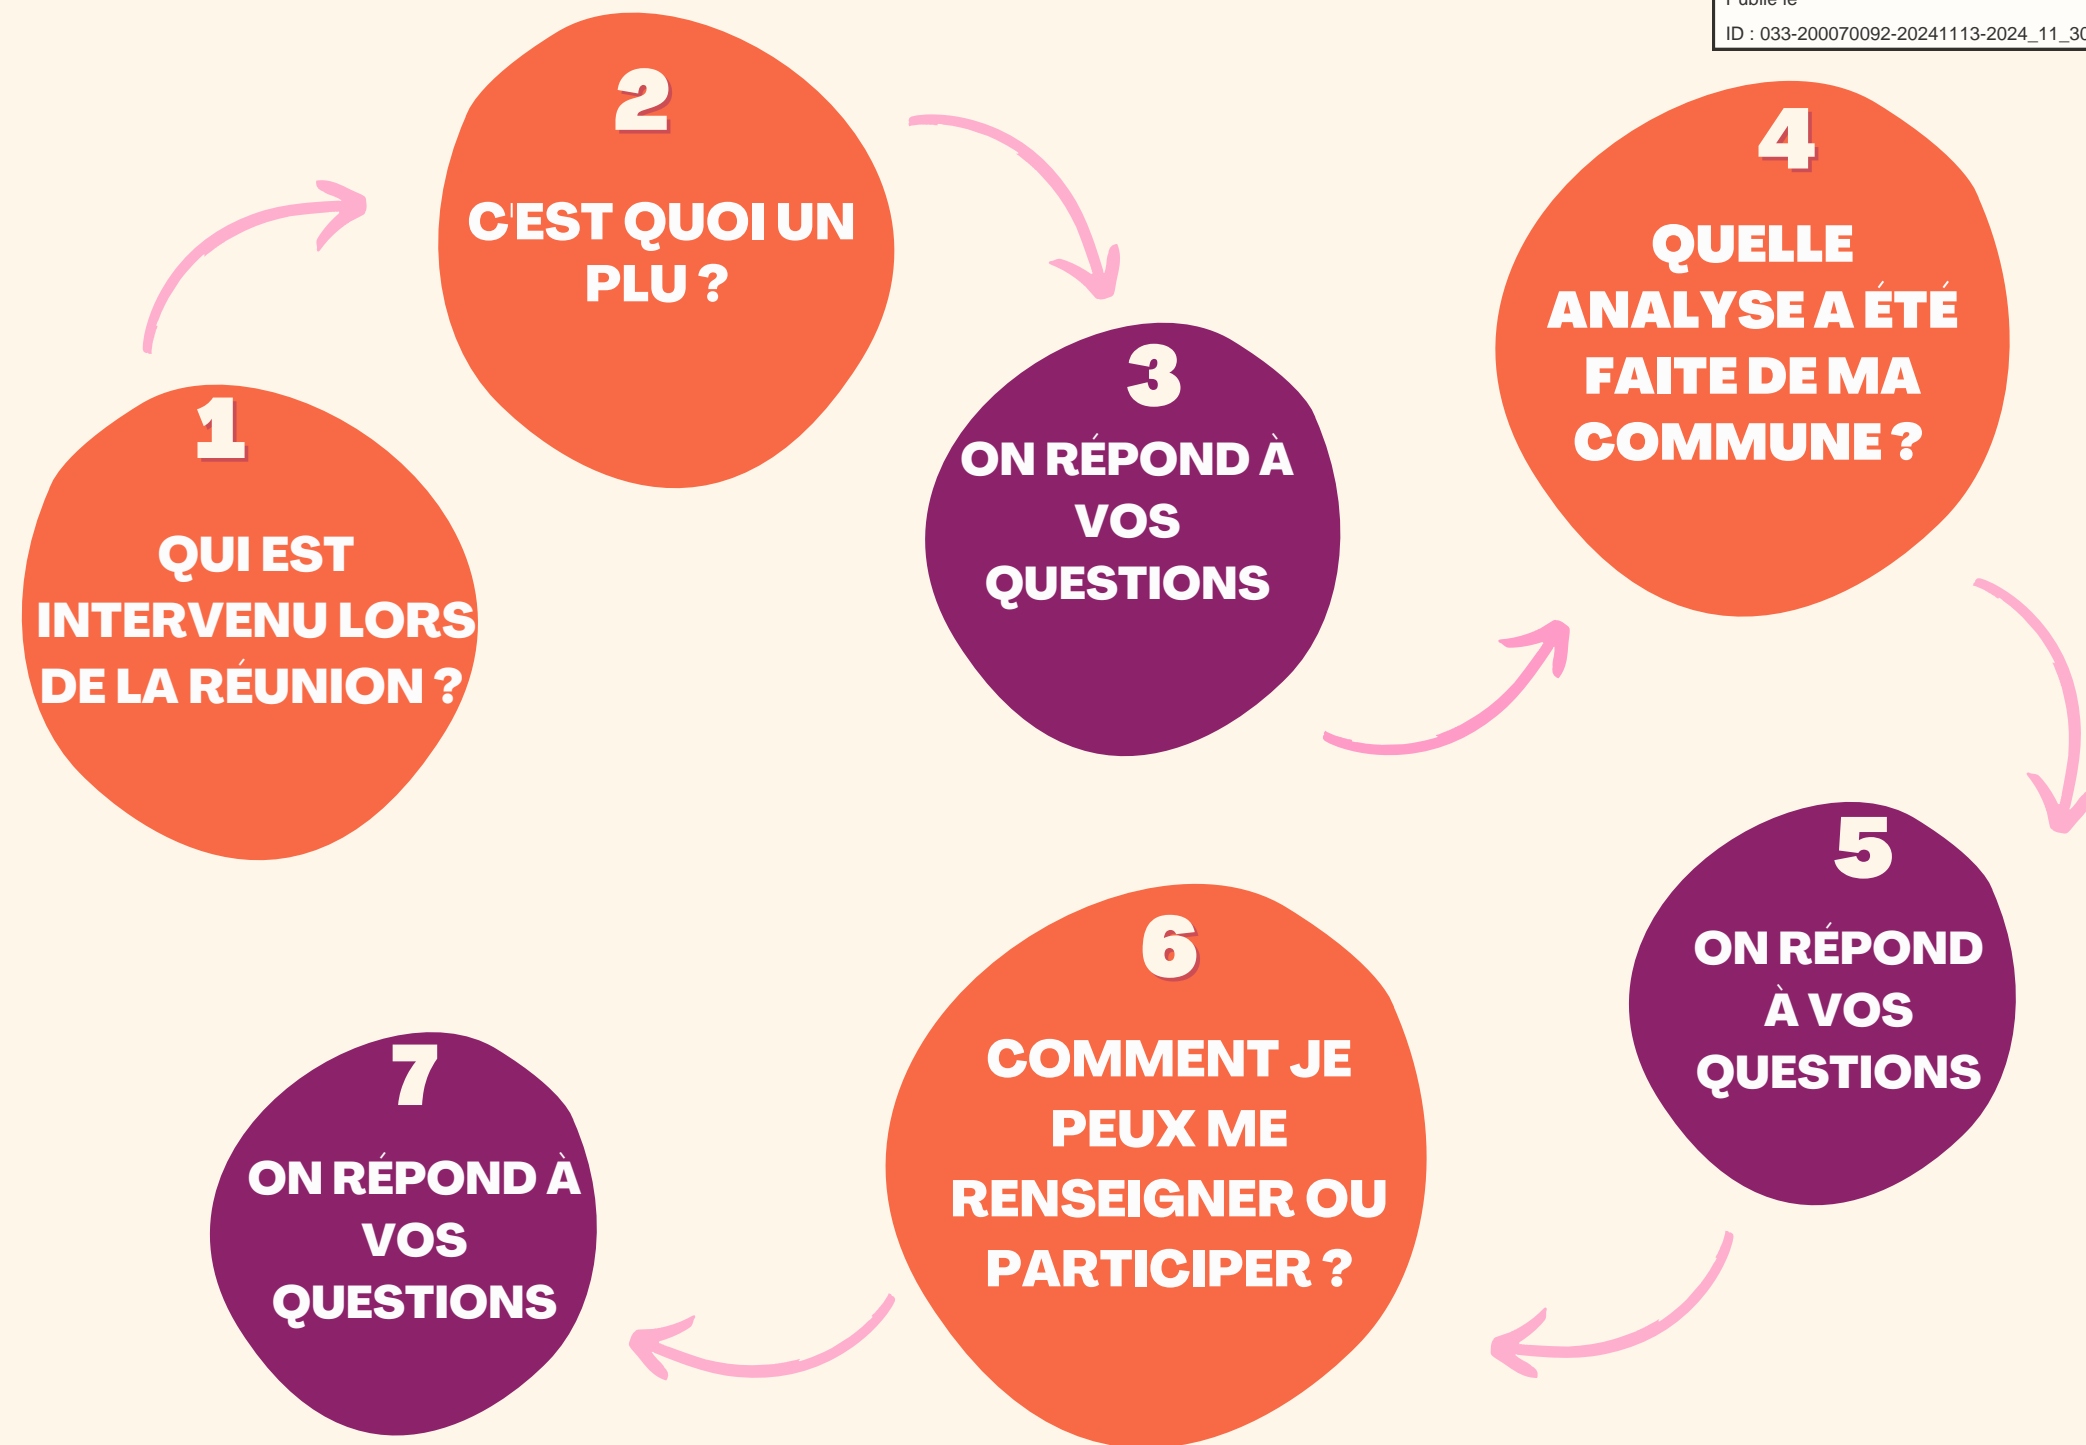 Publié le
ID : 033-200070092-20241113-2024_11_30
1
QUI EST
INTERVENU LORS
DE LA RÉUNION ?
2
C'EST QUOI UN
PLU ?
3
ON RÉPOND À
VOS
QUESTIONS
4
QUELLE
ANALYSE A ÉTÉ
FAITE DE MA
COMMUNE ?
5
ON RÉPOND
À VOS
QUESTIONS
6
COMMENT JE
PEUX ME
RENSEIGNER OU
PARTICIPER ?
7
ON RÉPOND À
VOS
QUESTIONS